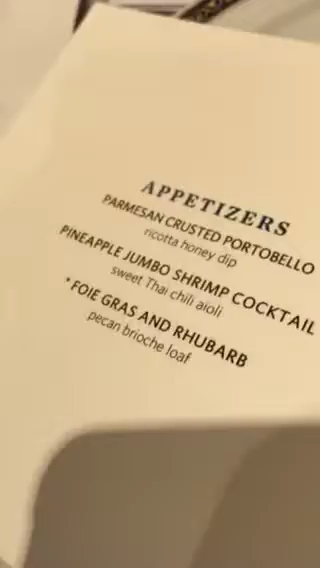 APPETIZERS
PARMESAN CRUSTED PORTOBELLO
ricotta honey dip
PINEAPPLE JUMBO SHRIMP COCKTAIL
sweet Thai chili aioli
* FOIE GRAS AND RHUBARB
pecan brioche loaf